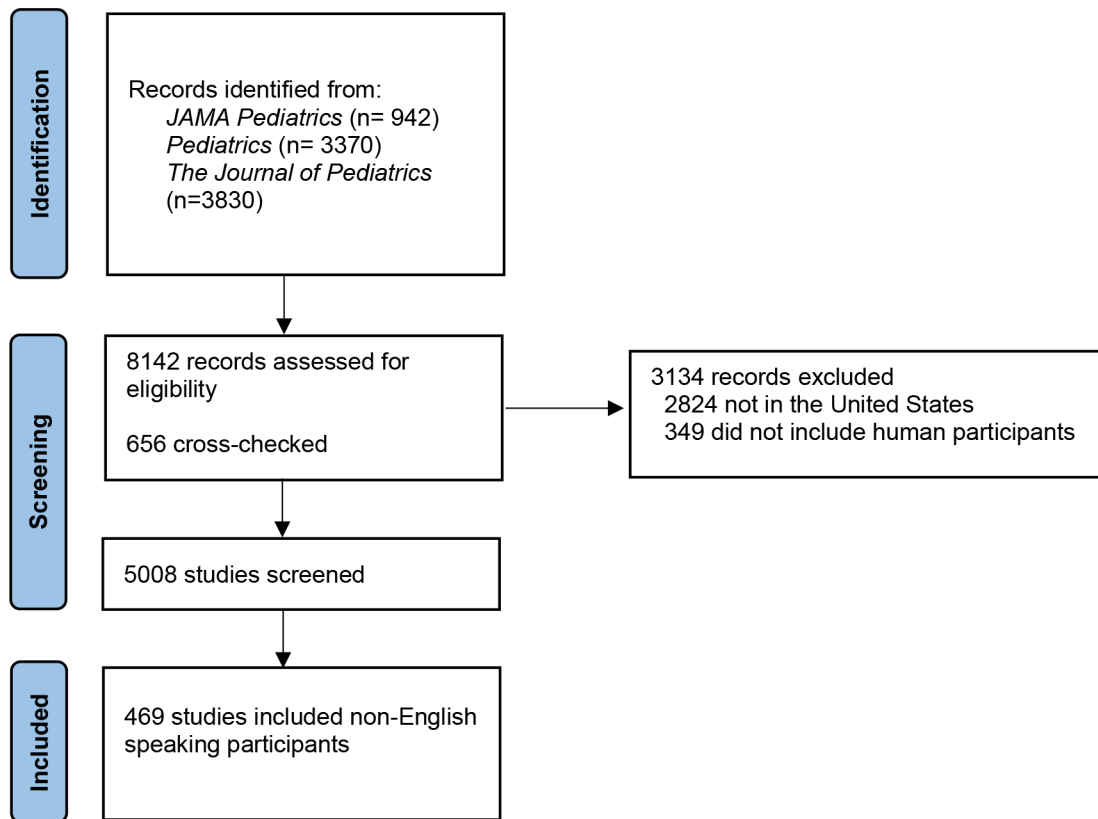 Identification
Records identified from:
JAMA Pediatrics (n= 942)
Pediatrics (n= 3370)
The Journal of Pediatrics
(n=3830)
Screening
8142 records assessed for
eligibility
656 cross-checked
3134 records excluded
2824 not in the United States
349 did not include human participants
5008 studies screened
Included
469 studies included non-English
speaking participants